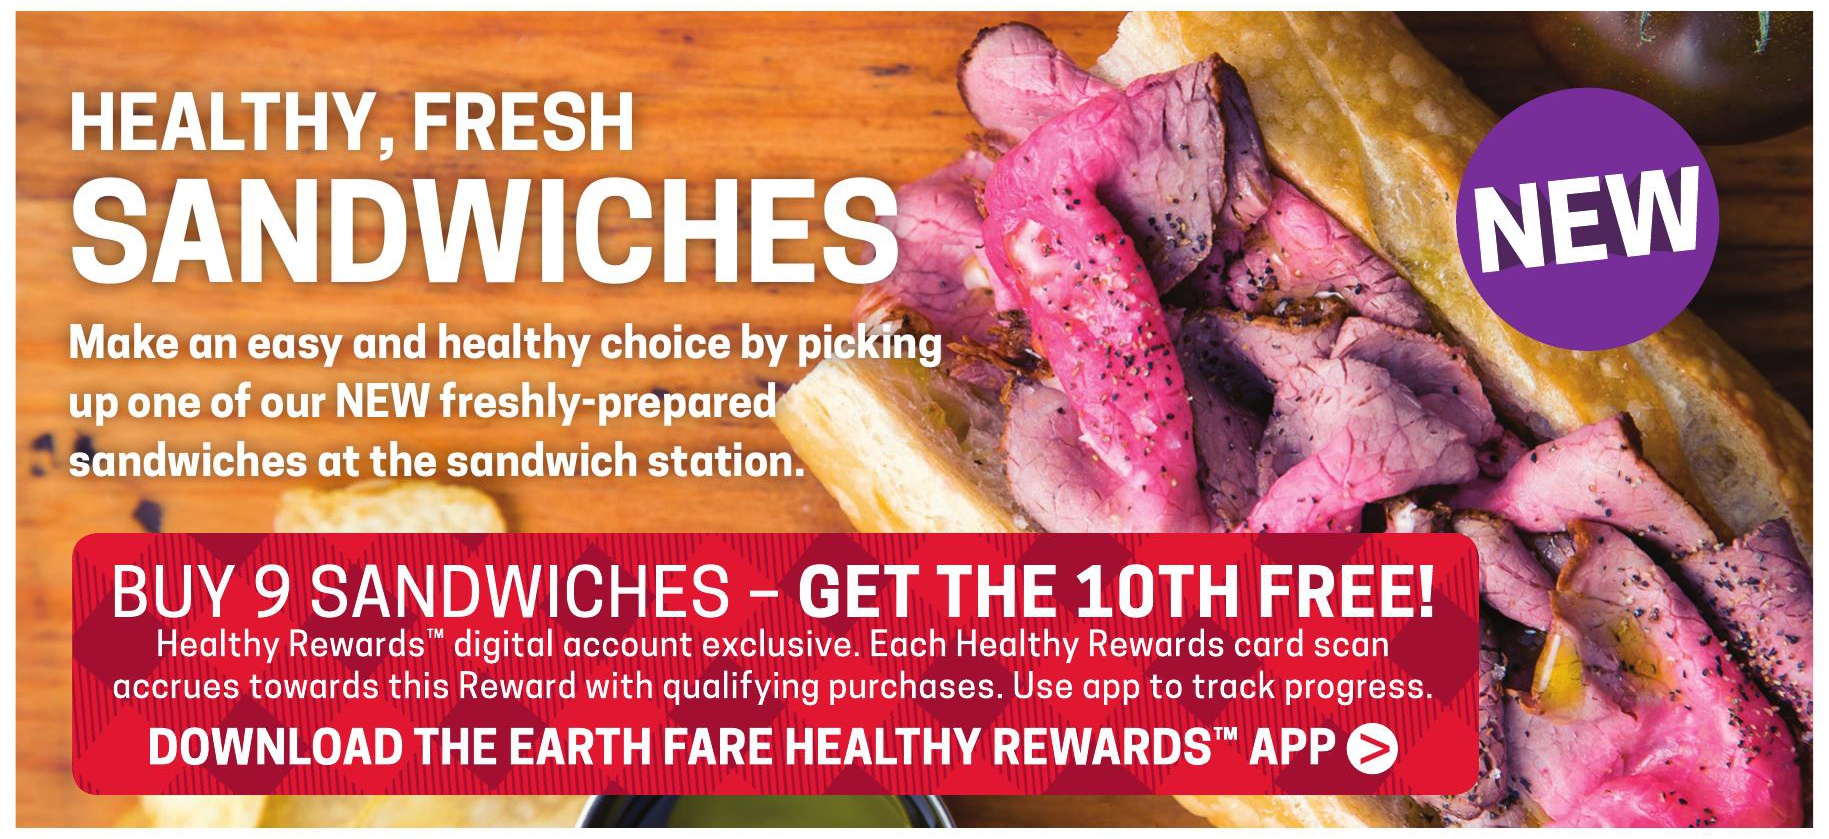 HEALTHY, FRESH
SANDWICHES
Make an easy and healthy choice by picking
up one of our NEW freshly-prepared
sandwiches at the sandwich station.
NEW
BUY 9 SANDWICHES – GET THE 10TH FREE!
Healthy Rewards™ digital account exclusive. Each Healthy Rewards card scan
accrues towards this Reward with qualifying purchases. Use app to track progress.
DOWNLOAD THE EARTH FARE HEALTHY REWARDS™ APP >